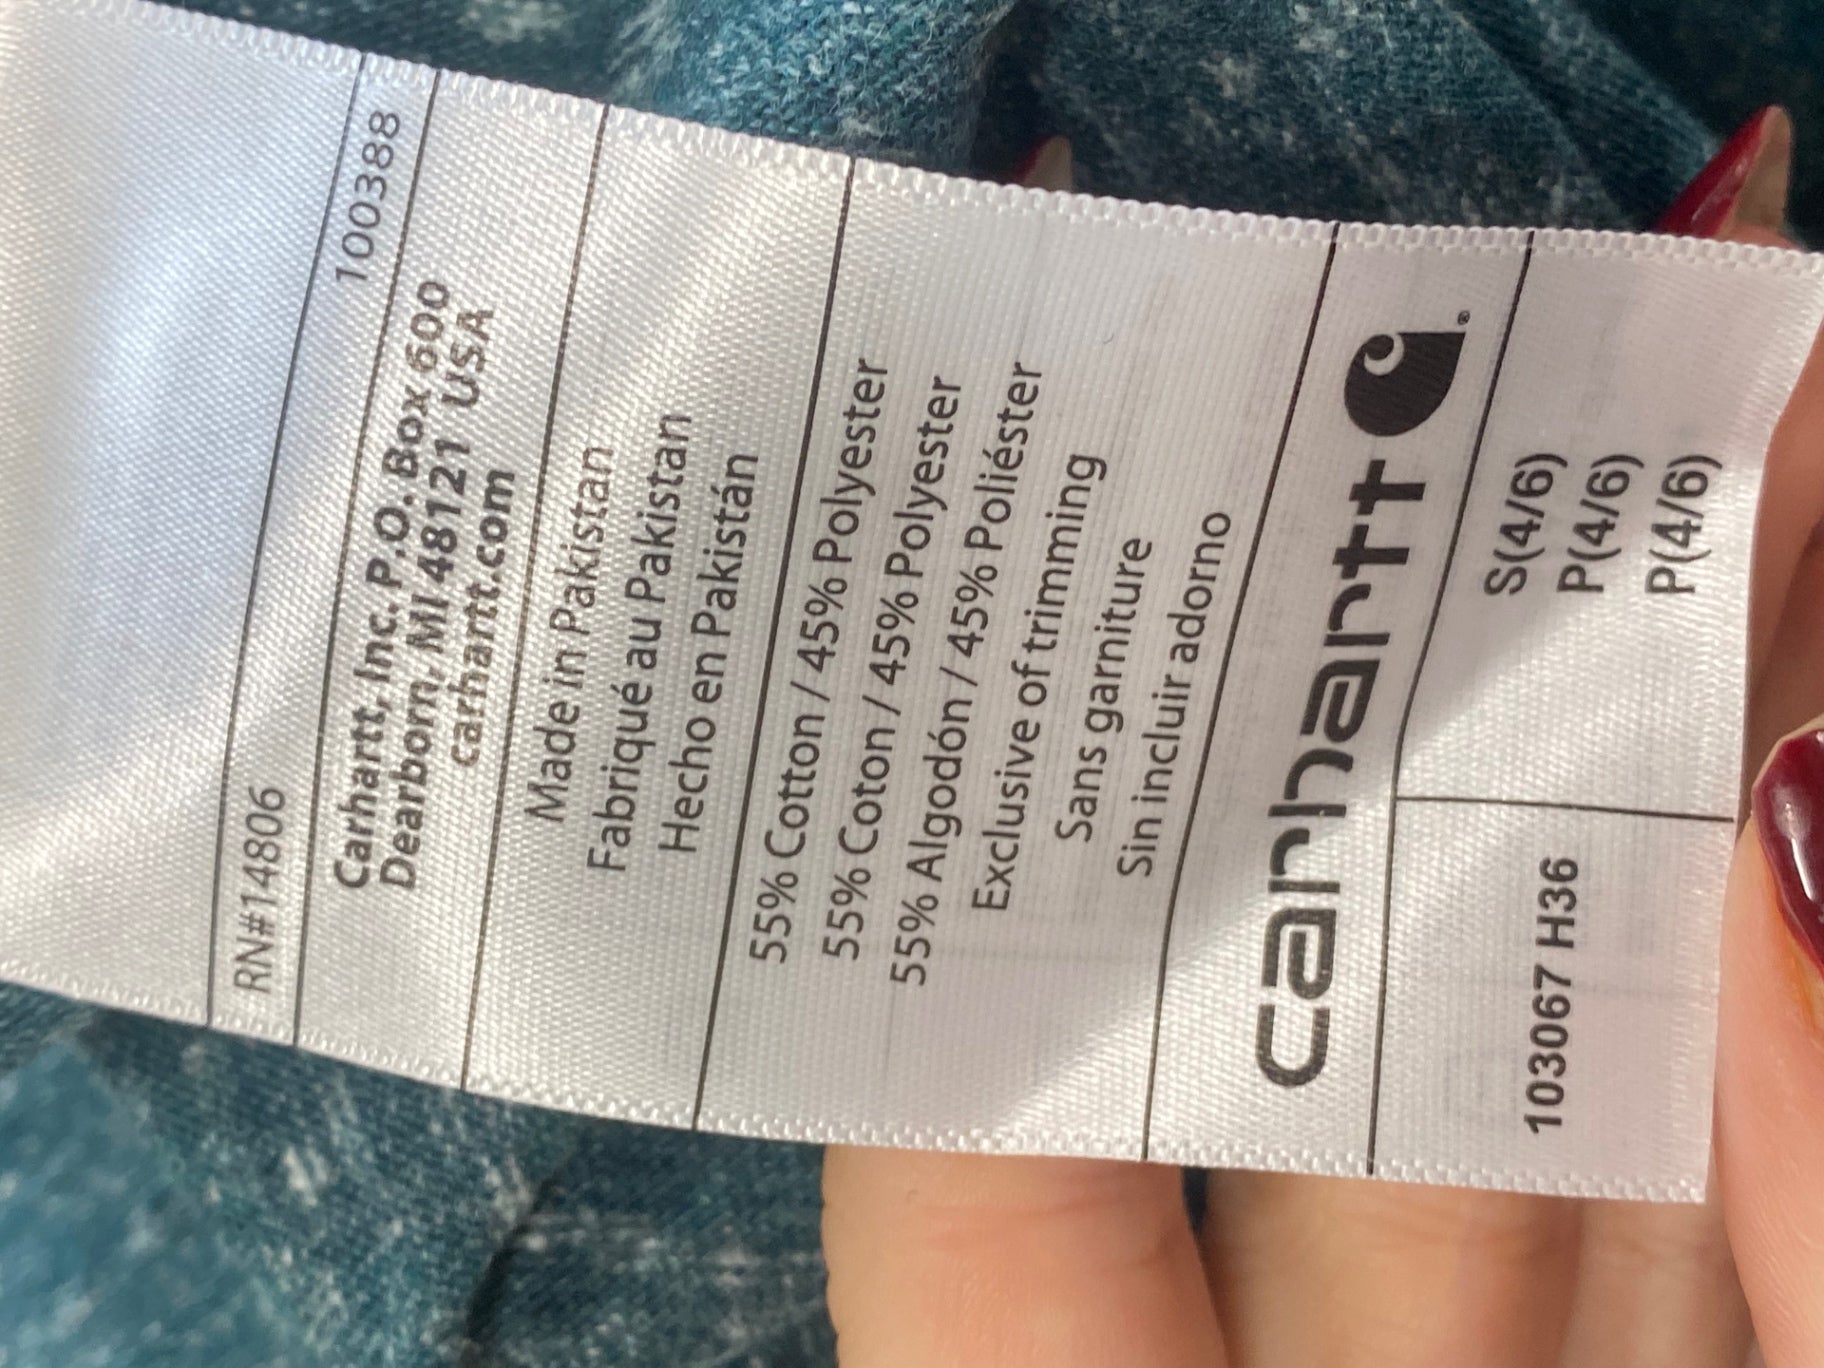 RN#14806 100388
Carhartt, Inc. P.O. Box 600
Dearborn, MI 48121 USA
carhartt.com
Made in Pakistan
Fabriqué au Pakistan
Hecho en Pakistán
55% Cotton / 45% Polyester
55% Coton / 45% Polyester
55% Algodón / 45% Poliéster
Exclusive of trimming
Sans garniture
Sin incluir adorno
carhartt ®
103067 H36
S(4/6)
P(4/6)
P(4/6)